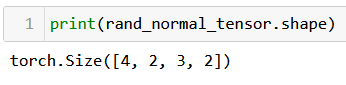 1 print(rand_normal_tensor.shape)
torch.Size([4, 2, 3, 2])